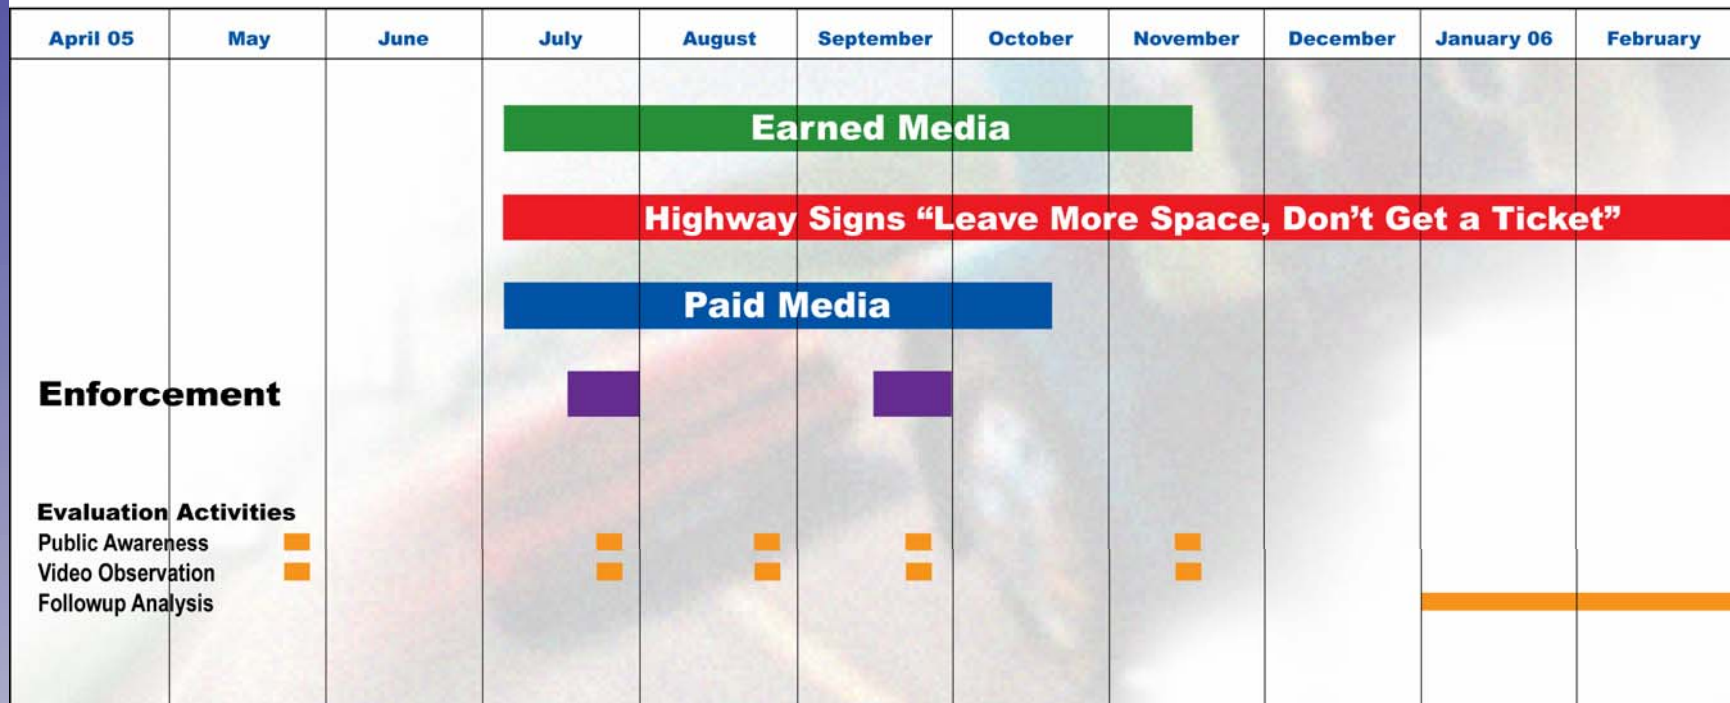 April 05 May June July August September October November December January 06 February
Earned Media
Highway Signs “Leave More Space, Don’t Get a Ticket”
Paid Media
Enforcement
Evaluation Activities
Public Awareness
Video Observation
Followup Analysis